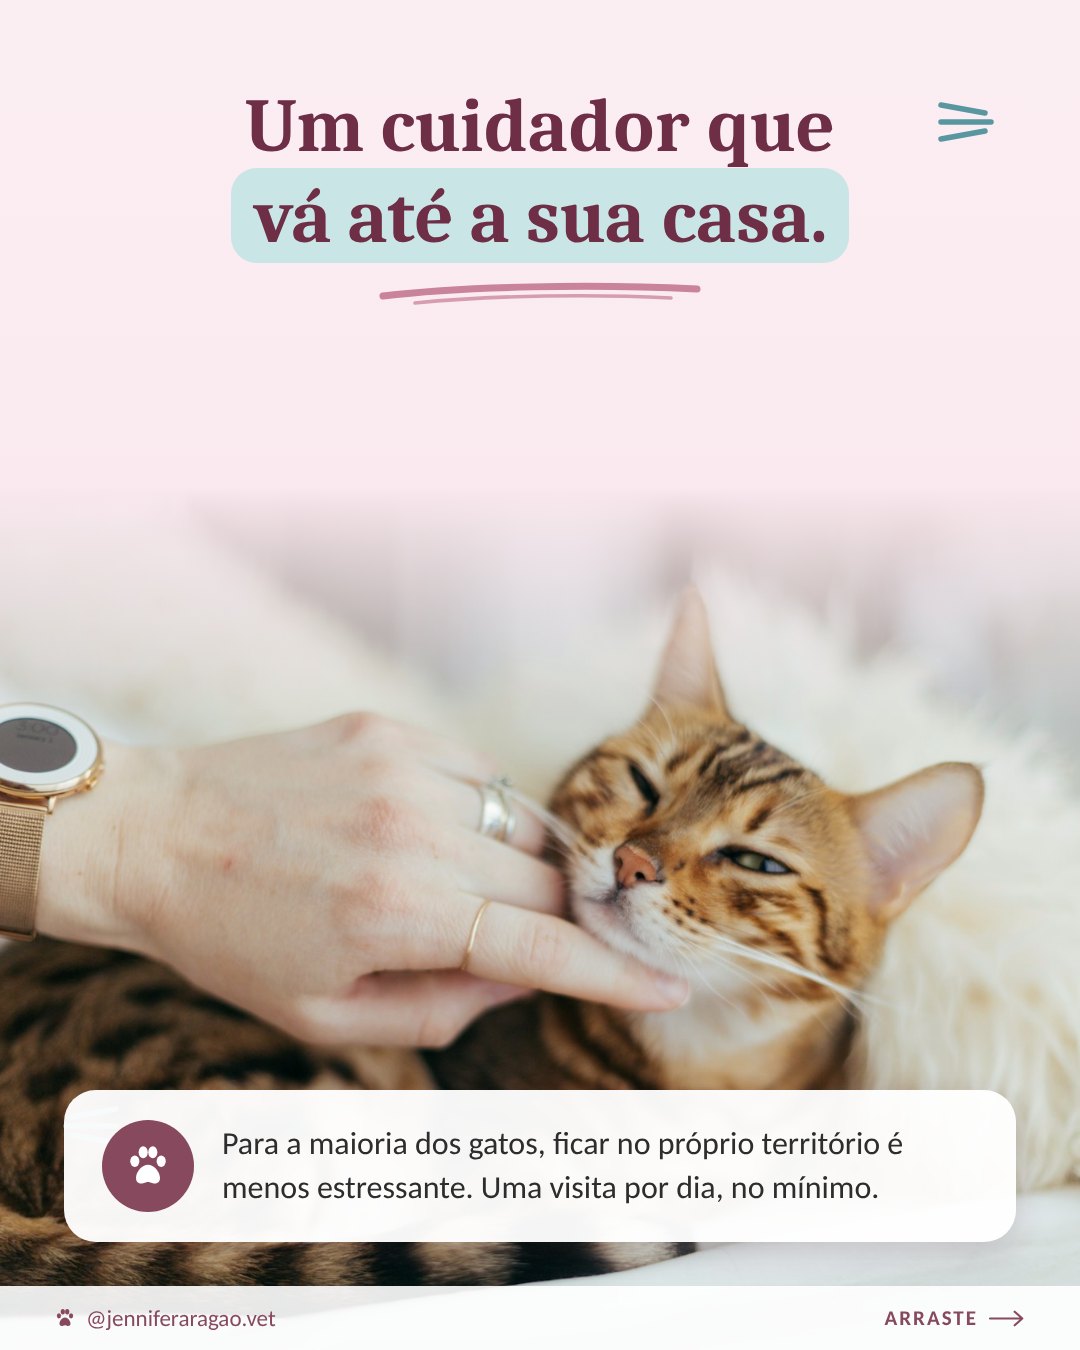 Um cuidador que
vá até a sua casa.
Para a maioria dos gatos, ficar no próprio território é
menos estressante. Uma visita por dia, no mínimo.
@jenniferaragao.vet
ARRASTE